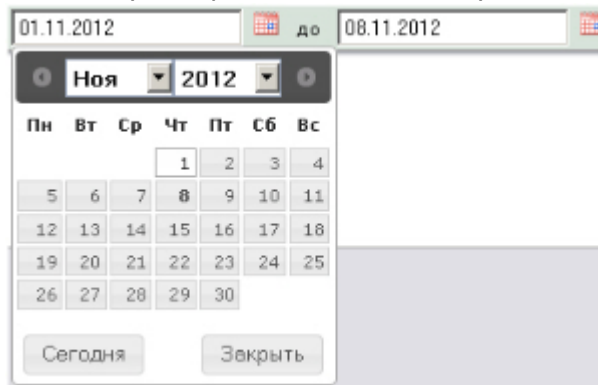 01.11.2012 до 08.11.2012
Ноя 2012
Пн Вт Ср Чт Пт Сб Вс
1 2 3 4
5 6 7 8 9 10 11
12 13 14 15 16 17 18
19 20 21 22 23 24 25
26 27 28 29 30
Сегодня Закрыть